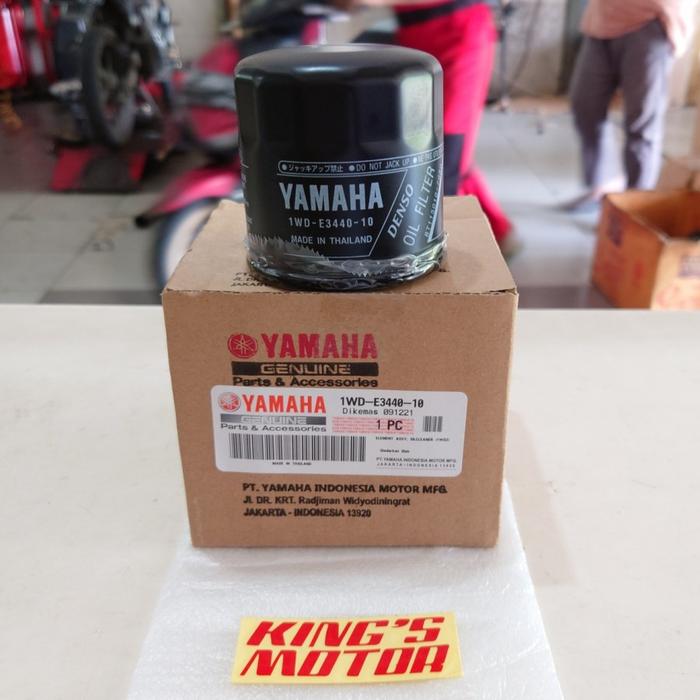 ●ジャッキアップ禁止 ●DO NOT JACK UP
YAMAHA
1WD-E3440-10
MADE IN THAILAND
DENSO
OIL FILTER
YAMAHA
GENUINE
Parts & Accessories
YAMAHA
GENUINE
Parts & Accessories
MADE IN THAILAND
1WD-E3440-10
Dikemas 091221
1 PC
PT.YAMAHA INDONESIA MOTOR MFG.
JAKARTA-INDONESIA 13920
PT. YAMAHA INDONESIA MOTOR MFG.
Jl. DR. KRT. Radjiman Widyodiningrat
JAKARTA - INDONESIA 13920
KING'S
MOTOR